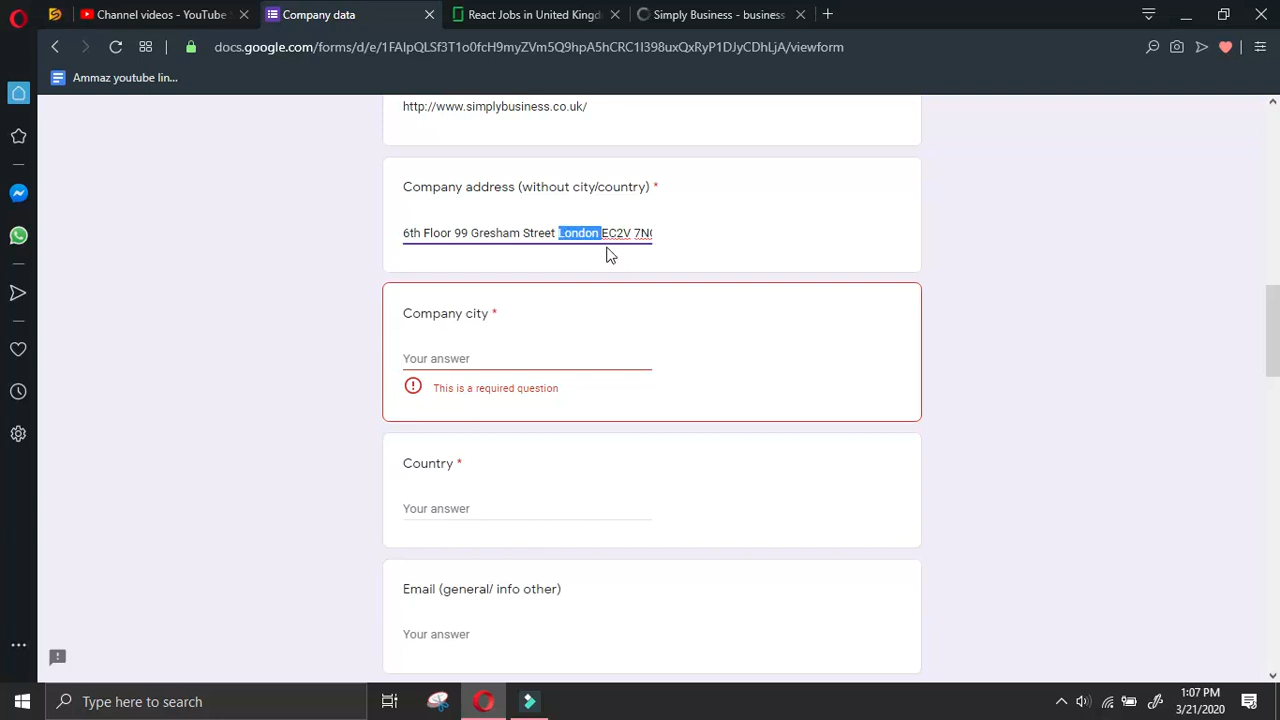 Channel videos - YouTube S
Company data
React Jobs in United Kingd
Simply Business - business
docs.google.com/forms/d/e/1FAIpQLSf3T1o0fcH9myZVm5Q9hpA5hCRC1I398uxQxRyP1DJyCDhLjA/viewform
Ammaz youtube lin...
http://www.simplybusiness.co.uk/
Company address (without city/country) *
6th Floor 99 Gresham Street London EC2V 7N
Company city *
Your answer
This is a required question
Country *
Your answer
Email (general/ info other)
Your answer
Type here to search
1:07 PM
3/21/2020